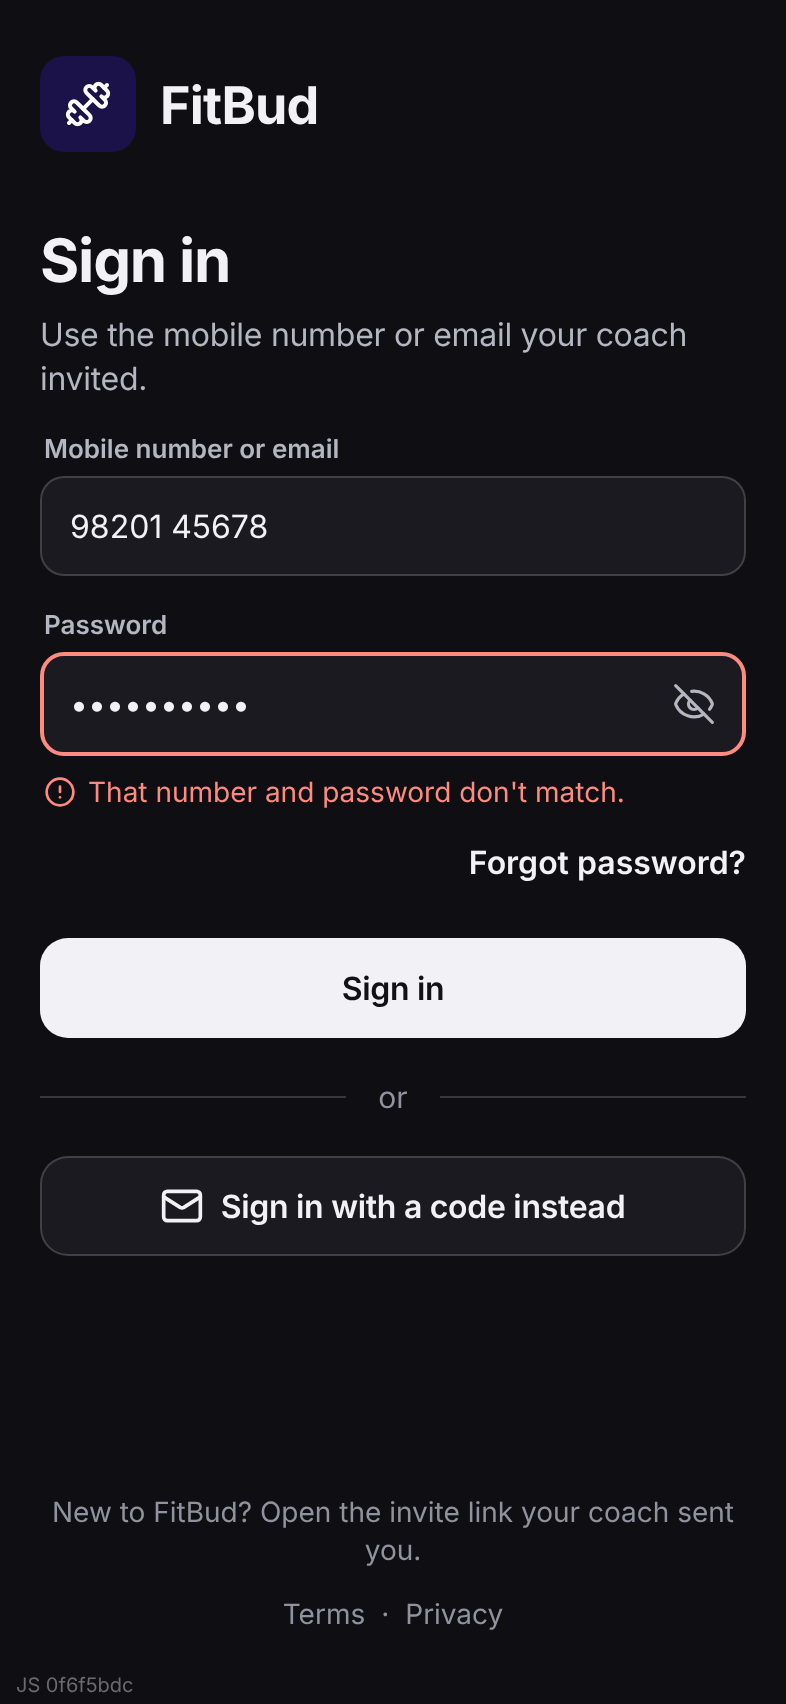 FitBud
Sign in
Use the mobile number or email your coach
invited.
Mobile number or email
98201 45678
Password
••••••••••
That number and password don't match.
Forgot password?
Sign in
or
Sign in with a code instead
New to FitBud? Open the invite link your coach sent
you.
Terms · Privacy
JS 0f6f5bdc